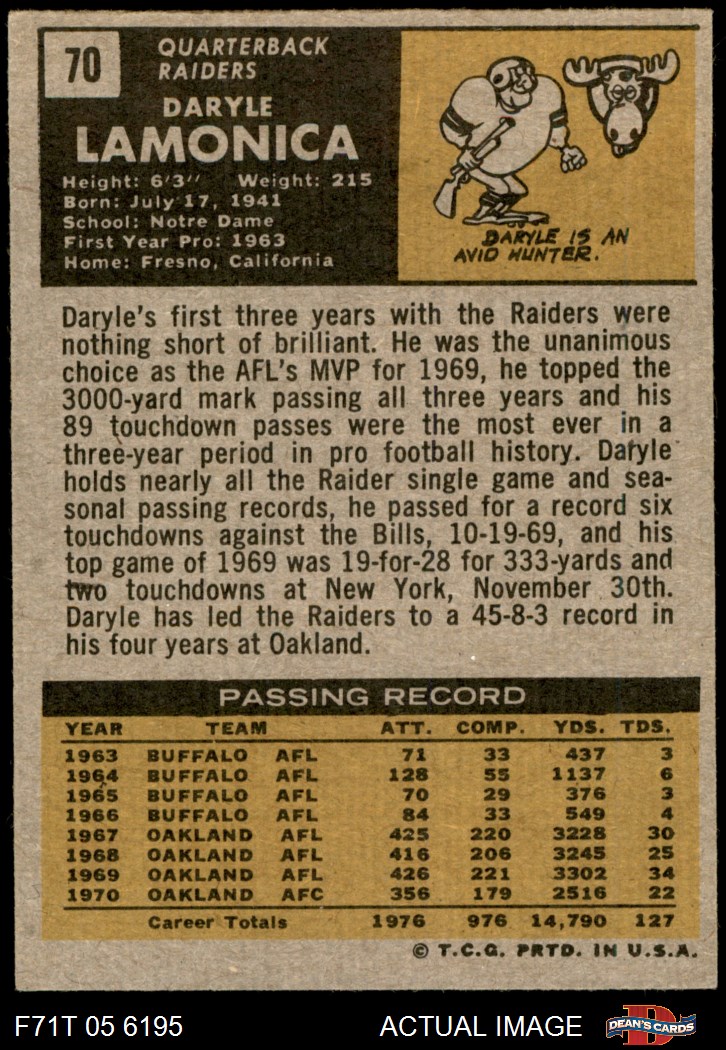 70
QUARTERBACK
RAIDERS
DARYLE
LAMONICA
Height: 6'3" Weight: 215
Born: July 17, 1941
School: Notre Dame
First Year Pro: 1963
Home: Fresno, California
DARYLE IS AN
AVID HUNTER.
Daryle's first three years with the Raiders were
nothing short of brilliant. He was the unanimous
choice as the AFL's MVP for 1969, he topped the
3000-yard mark passing all three years and his
89 touchdown passes were the most ever in a
three-year period in pro football history. Daryle
holds nearly all the Raider single game and sea-
sonal passing records, he passed for a record six
touchdowns against the Bills, 10-19-69, and his
top game of 1969 was 19-for-28 for 333-yards and
two touchdowns at New York, November 30th.
Daryle has led the Raiders to a 45-8-3 record in
his four years at Oakland.
PASSING RECORD
YEAR TEAM ATT. COMP. YDS. TDS.
1963 BUFFALO AFL 71 33 437 3
1964 BUFFALO AFL 128 55 1137 6
1965 BUFFALO AFL 70 29 376 3
1966 BUFFALO AFL 84 33 549 4
1967 OAKLAND AFL 425 220 3228 30
1968 OAKLAND AFL 416 206 3245 25
1969 OAKLAND AFL 426 221 3302 34
1970 OAKLAND AFC 356 179 2516 22
Career Totals 1976 976 14,790 127
© T.C.G. PRTD. IN U.S.A.
F71T 05 6195 ACTUAL IMAGE
D
DEAN'S CARDS